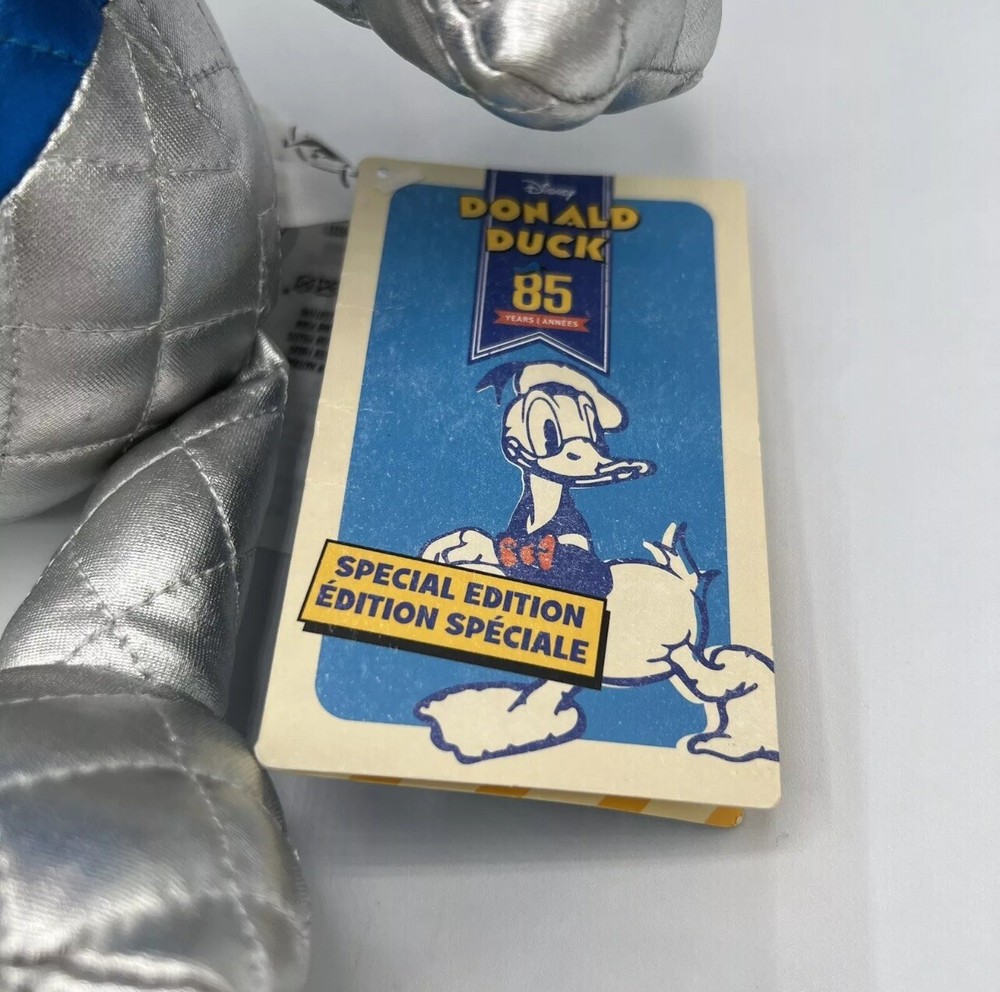 Disney
DONALD
DUCK
85
YEARS | ANNÉES
SPECIAL EDITION
ÉDITION SPÉCIALE